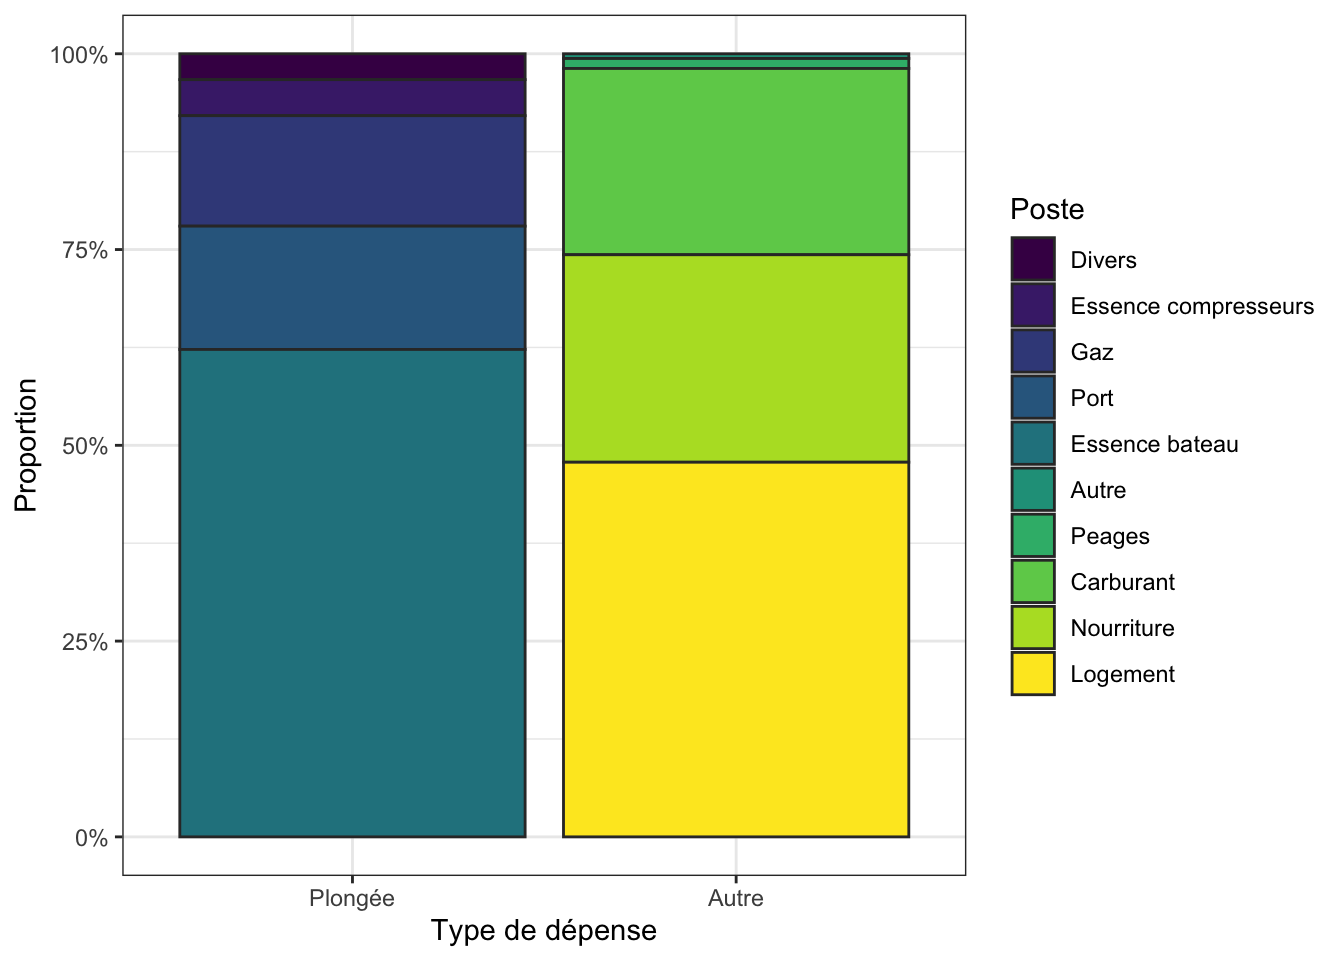 100%
75%
50%
25%
0%
Proportion
Plongée
Autre
Type de dépense
Poste
Divers
Essence compresseurs
Gaz
Port
Essence bateau
Autre
Peages
Carburant
Nourriture
Logement